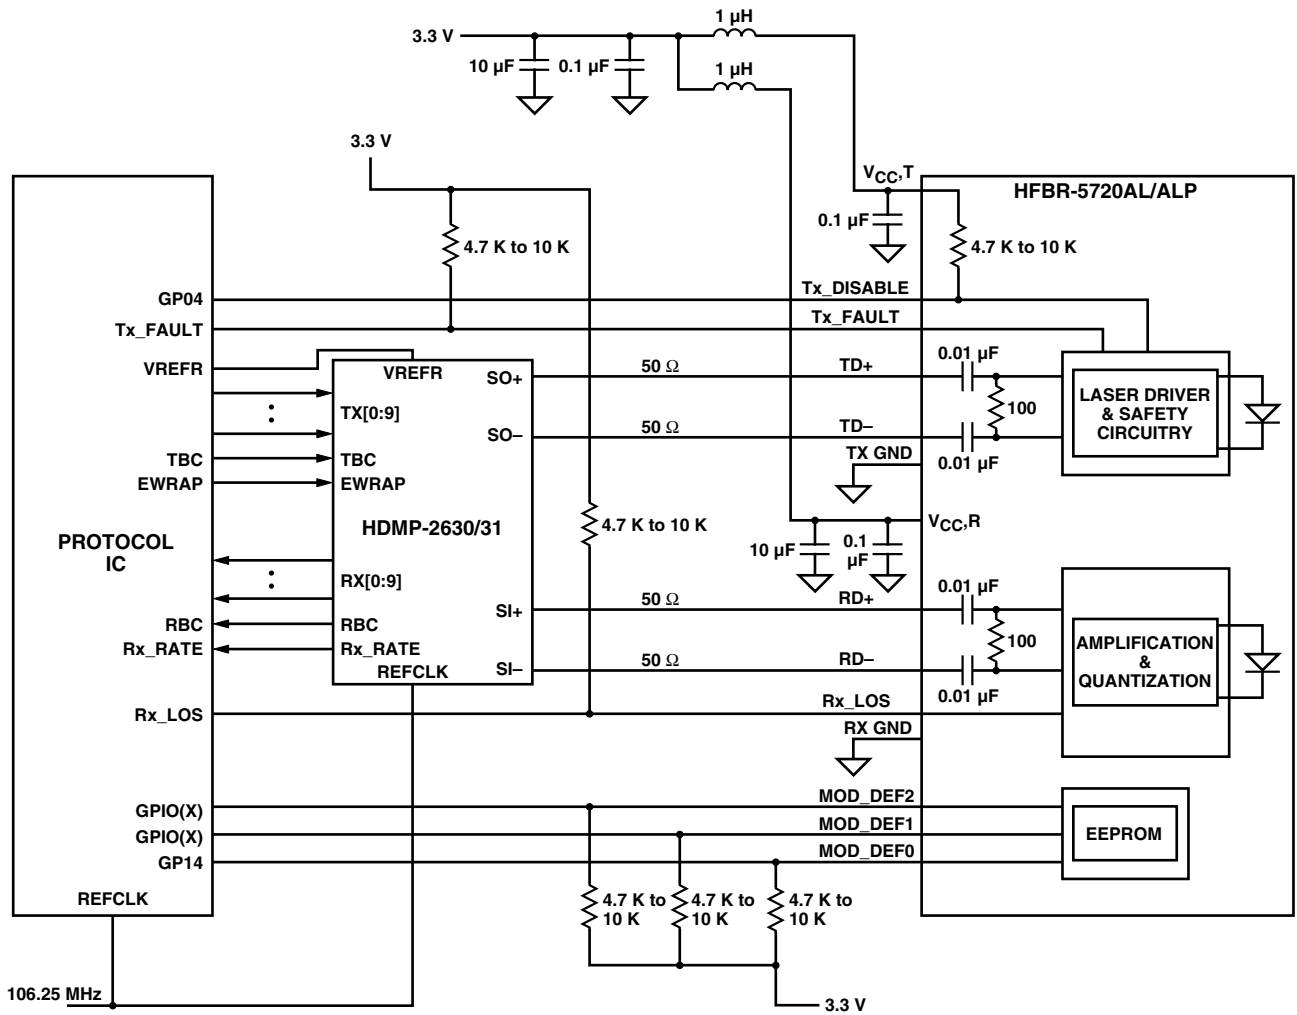 1 µH
3.3 V
10 µF
0.1 µF
1 µH
3.3 V
V_CC,T
HFBR-5720AL/ALP
0.1 µF
4.7 K to 10 K
4.7 K to 10 K
GP04
Tx_DISABLE
Tx_FAULT
Tx_FAULT
VREFR
VREFR
SO+
50 Ω
TD+
0.01 µF
TX[0:9]
100
LASER DRIVER
& SAFETY
CIRCUITRY
SO–
50 Ω
TD–
0.01 µF
TBC
TBC
TX GND
EWRAP
EWRAP
HDMP-2630/31
4.7 K to 10 K
V_CC,R
PROTOCOL
IC
10 µF
0.1
µF
RX[0:9]
SI+
50 Ω
RD+
0.01 µF
RBC
RBC
100
AMPLIFICATION
&
QUANTIZATION
Rx_RATE
Rx_RATE
REFCLK
SI–
50 Ω
RD–
0.01 µF
Rx_LOS
Rx_LOS
RX GND
GPIO(X)
MOD_DEF2
GPIO(X)
MOD_DEF1
EEPROM
GP14
MOD_DEF0
REFCLK
4.7 K to
10 K
4.7 K to
10 K
4.7 K to
10 K
106.25 MHz
3.3 V